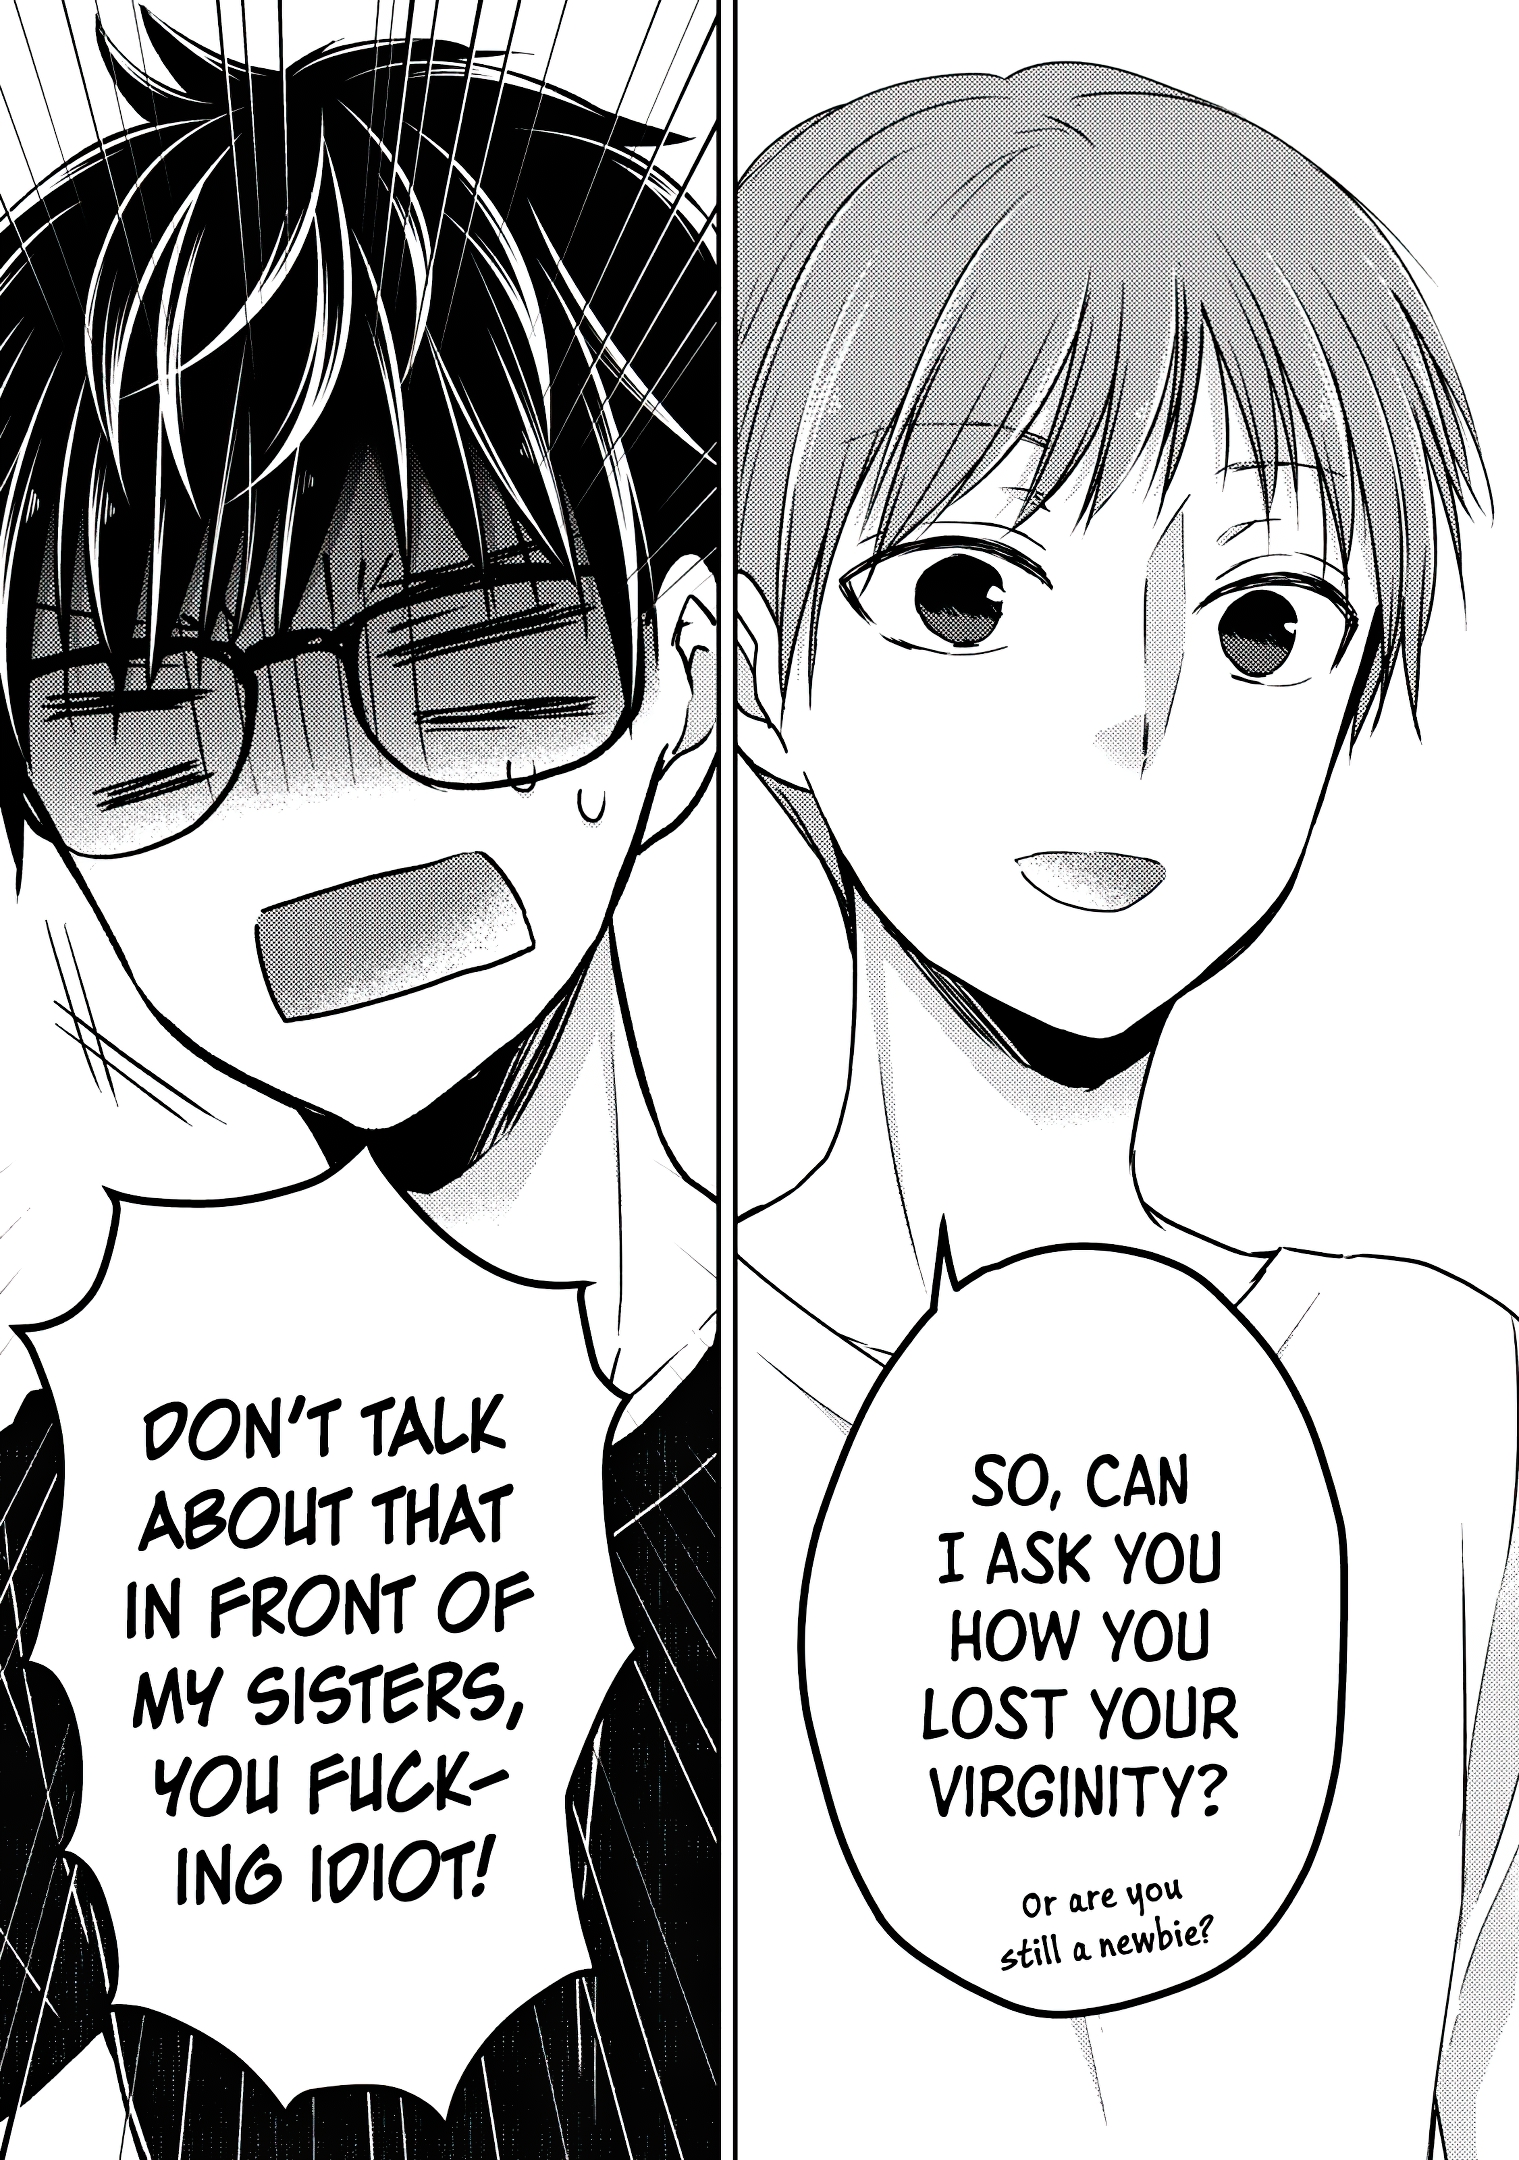 SO, CAN
I ASK YOU
HOW YOU
LOST YOUR
VIRGINITY?
Or are you
still a newbie?
DON'T TALK
ABOUT THAT
IN FRONT OF
MY SISTERS,
YOU FUCK-
ING IDIOT!